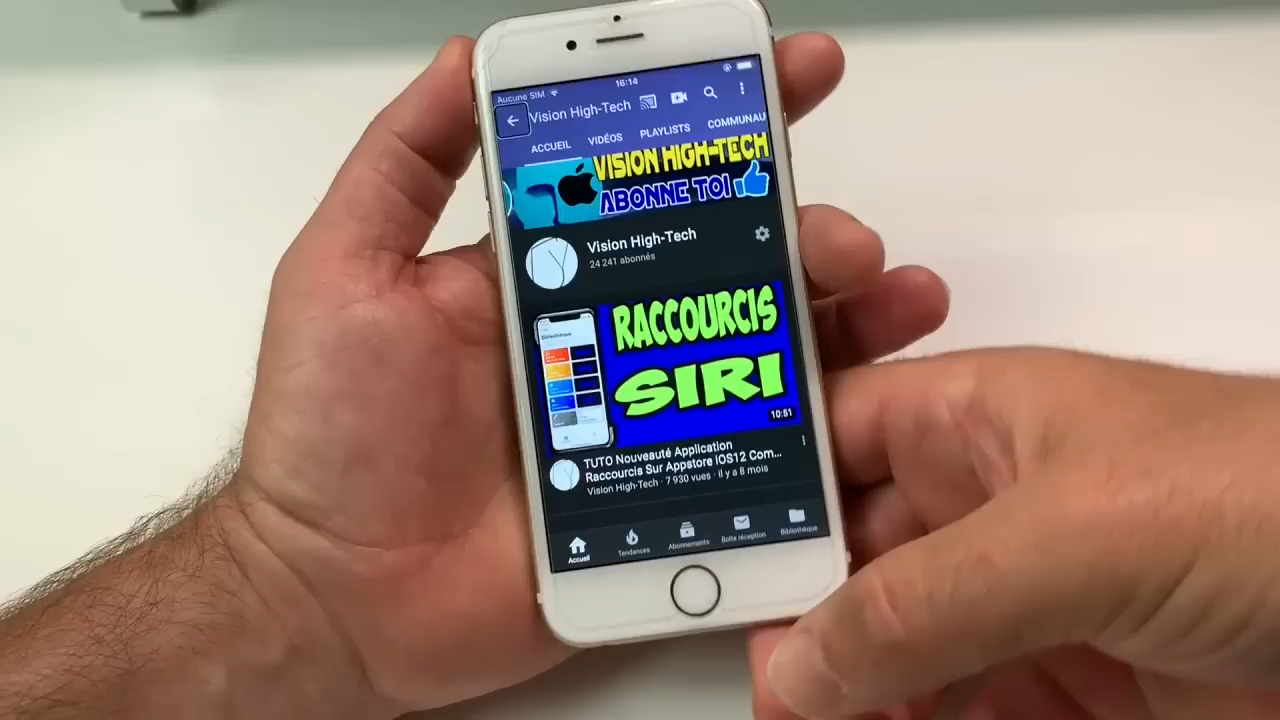 Aucune SIM 16:14
Vision High-Tech
ACCUEIL VIDÉOS PLAYLISTS COMMUNAU
VISION HIGH-TECH
ABONNE TOI
Vision High-Tech
24 241 abonnés
Bibliothèque
RACCOURCIS
SIRI
10:51
TUTO Nouveauté Application
Raccourcis Sur Appstore iOS12 Com...
Vision High-Tech · 7 930 vues · il y a 8 mois
Accueil Tendances Abonnements Boîte réception Bibliothèque